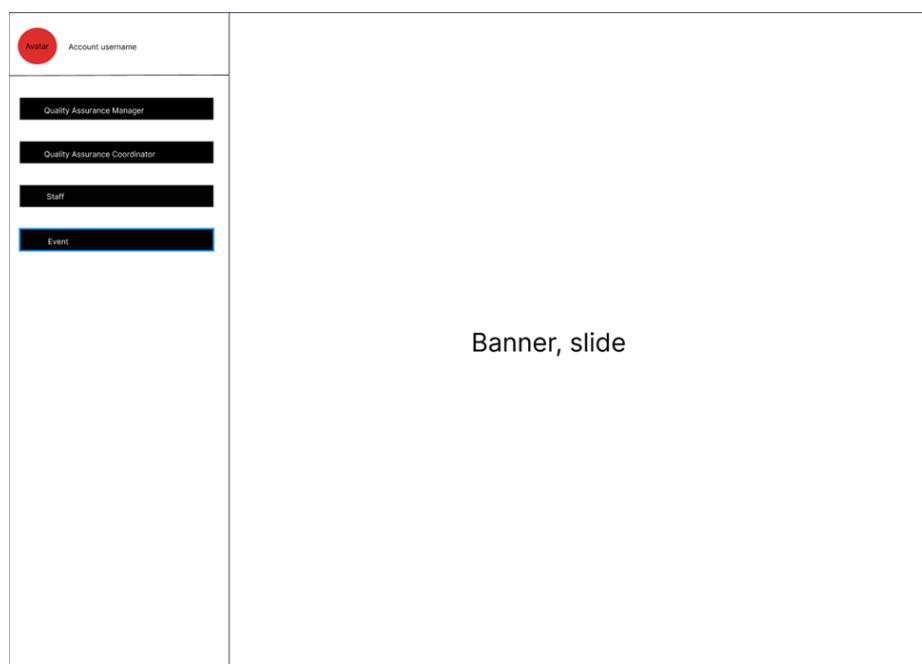 Avatar
Account username
Quality Assurance Manager
Quality Assurance Coordinator
Staff
Event
Banner, slide